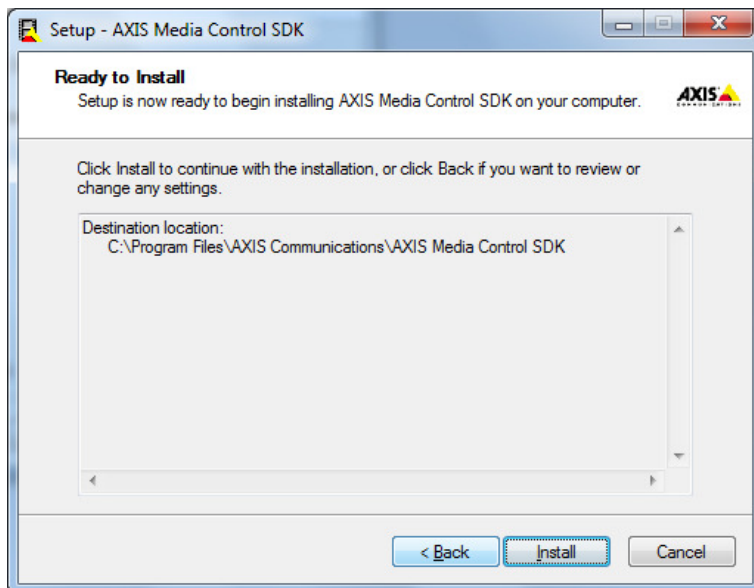 Setup - AXIS Media Control SDK
Ready to Install
Setup is now ready to begin installing AXIS Media Control SDK on your computer.
AXIS
COMMUNICATIONS
Click Install to continue with the installation, or click Back if you want to review or
change any settings.
Destination location:
C:\Program Files\AXIS Communications\AXIS Media Control SDK
< Back
Install
Cancel